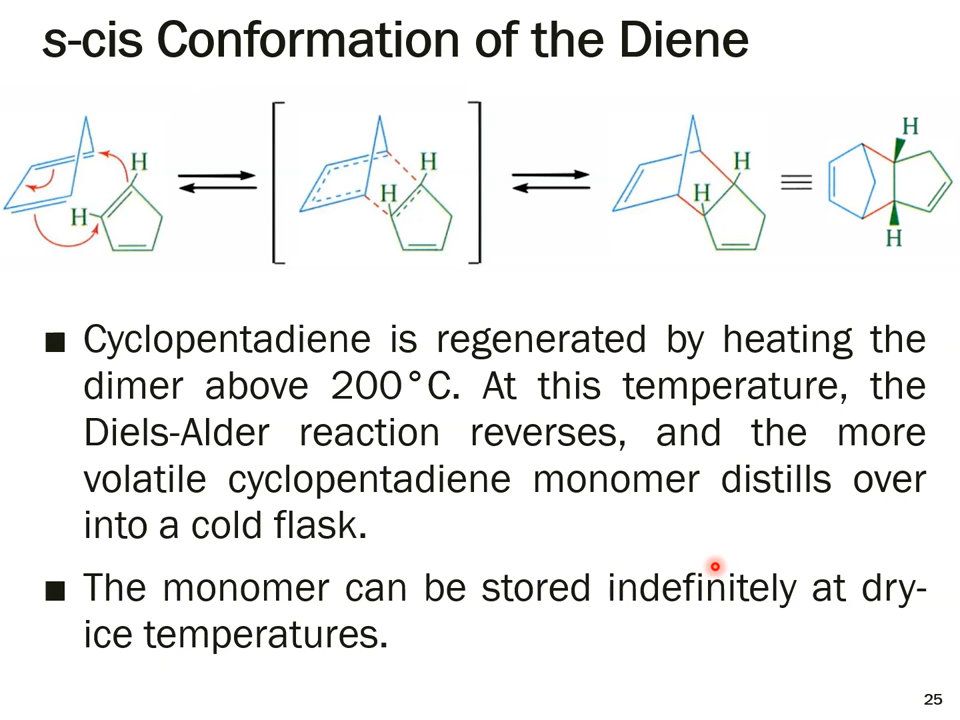 s-cis Conformation of the Diene
H
H
H
H
H
H
H
H
■ Cyclopentadiene is regenerated by heating the
dimer above 200°C. At this temperature, the
Diels-Alder reaction reverses, and the more
volatile cyclopentadiene monomer distills over
into a cold flask.
■ The monomer can be stored indefinitely at dry-
ice temperatures.
25